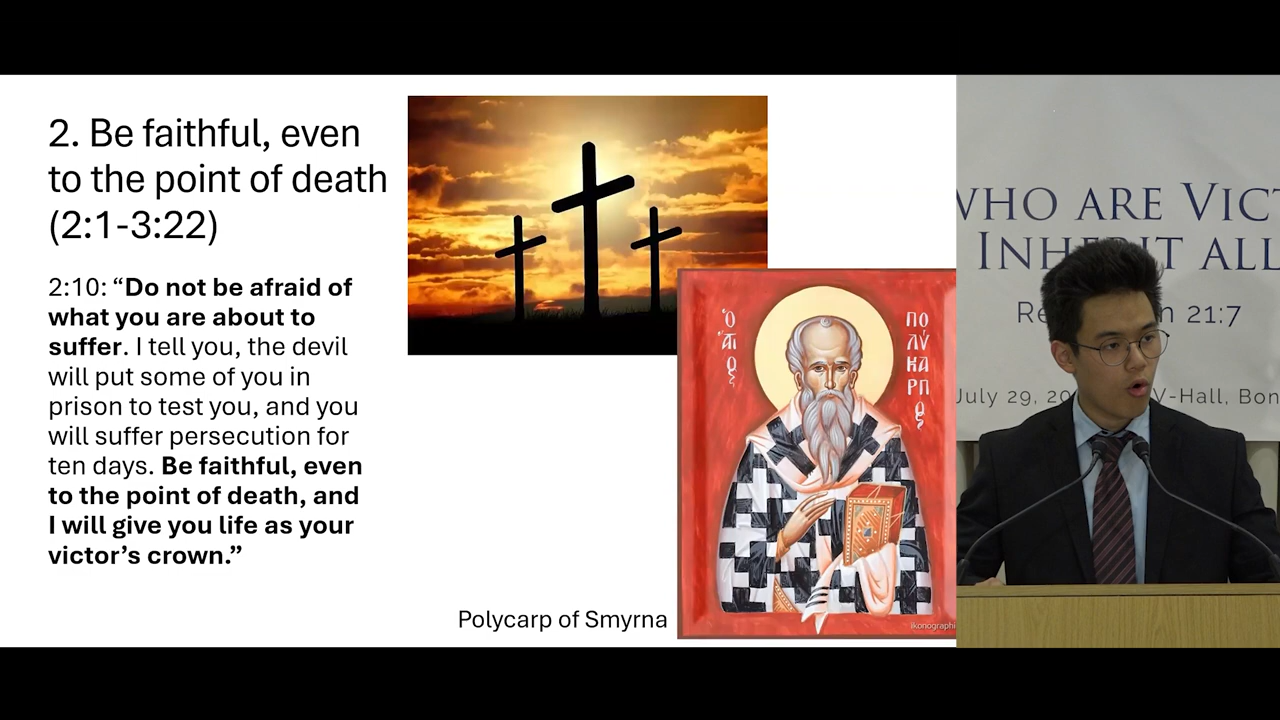 2. Be faithful, even
to the point of death
(2:1-3:22)
2:10: “Do not be afraid of
what you are about to
suffer. I tell you, the devil
will put some of you in
prison to test you, and you
will suffer persecution for
ten days. Be faithful, even
to the point of death, and
I will give you life as your
victor’s crown.”
Polycarp of Smyrna
ΠΟ
ΛΎ
ΚΑ
ΡΠ
ikonographi
WHO ARE VICT
INHERIT ALL
21:7
July 29, V-Hall, Bon